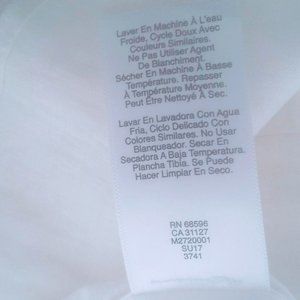 Laver En Machine À L'eau
Froide, Cycle Doux Avec
Couleurs Similaires.
Ne Pas Utiliser Agent
De Blanchiment.
Sécher En Machine À Basse
Température. Repasser
À Température Moyenne.
Peut Être Nettoyé À Sec.
Lavar En Lavadora Con Agua
Fria, Ciclo Delicado Con
Colores Similares. No Usar
Blanqueador. Secar En
Secadora A Baja Temperatura.
Plancha Tibia. Se Puede
Hacer Limpiar En Seco.
RN 68596
CA 31127
M2720001
SU17
3741